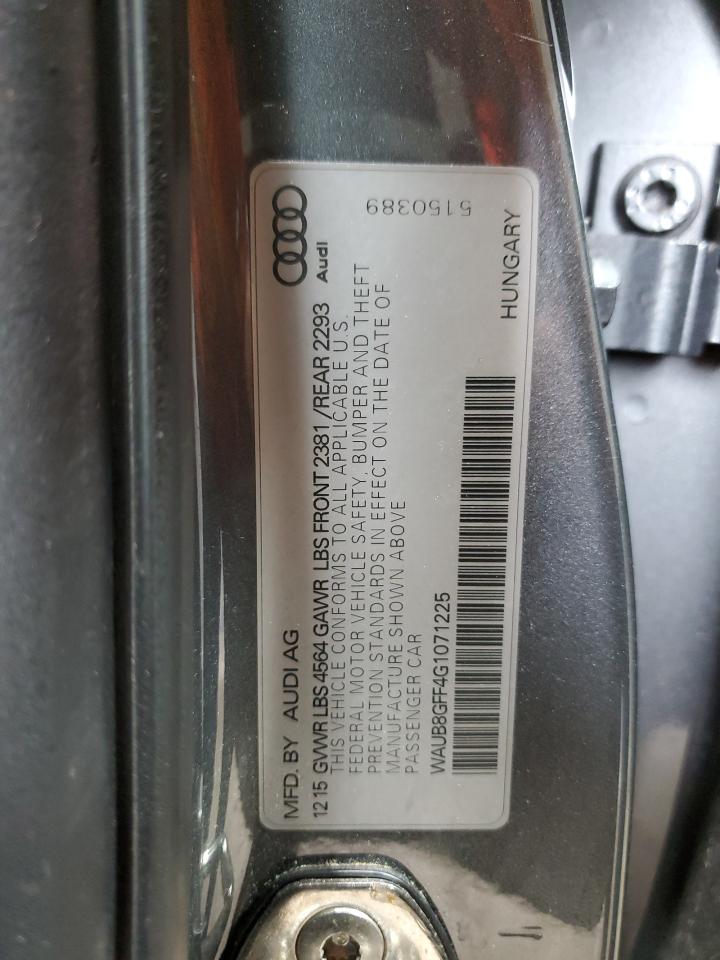 MFD. BY AUDI AG
Audi
12 15 GVWR LBS 4564 GAWR LBS FRONT 2381 /REAR 2293
THIS VEHICLE CONFORMS TO ALL APPLICABLE U.S.
FEDERAL MOTOR VEHICLE SAFETY, BUMPER AND THEFT
PREVENTION STANDARDS IN EFFECT ON THE DATE OF
MANUFACTURE SHOWN ABOVE
PASSENGER CAR
WAUB8GFF4G1071225
5150389
HUNGARY